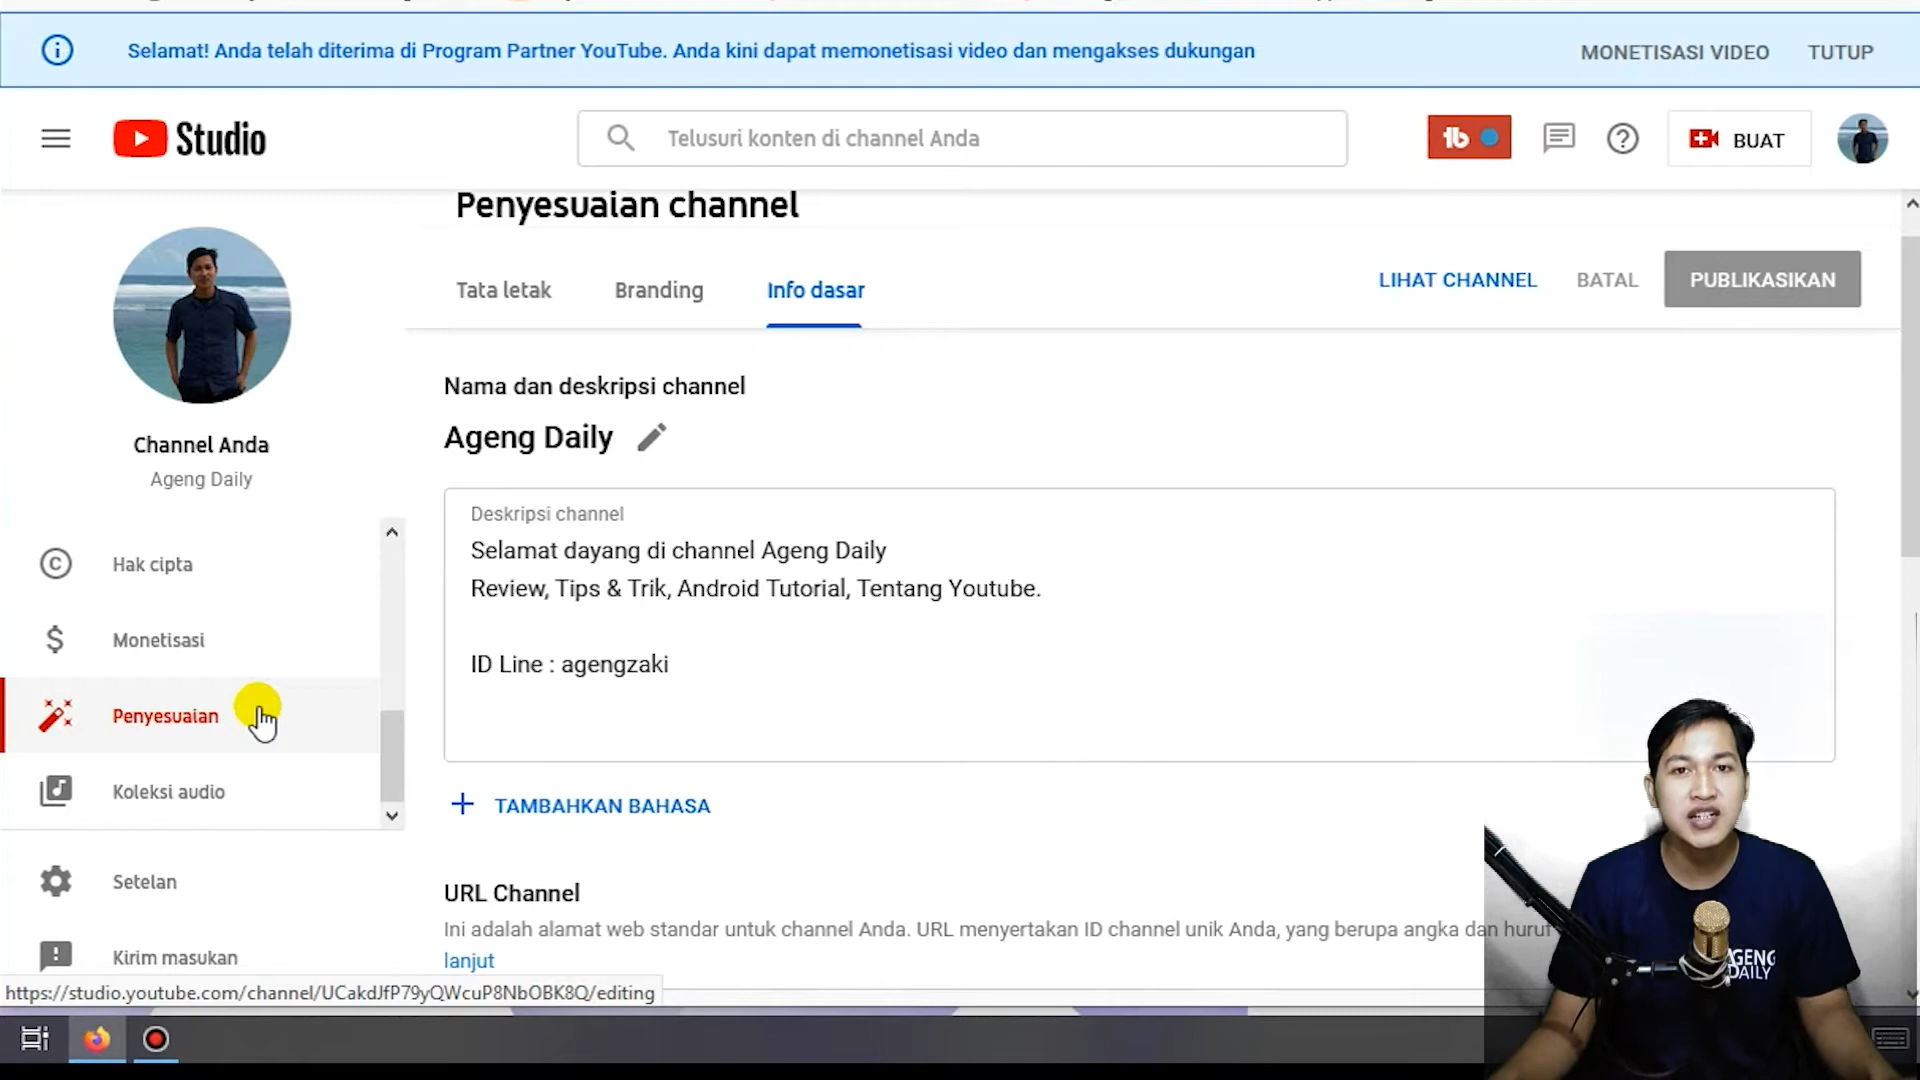 Selamat! Anda telah diterima di Program Partner YouTube. Anda kini dapat memonetisasi video dan mengakses dukungan
MONETISASI VIDEO
TUTUP
Studio
Telusuri konten di channel Anda
BUAT
Penyesuaian channel
Tata letak
Branding
Info dasar
LIHAT CHANNEL
BATAL
PUBLIKASIKAN
Channel Anda
Ageng Daily
Hak cipta
Monetisasi
Penyesuaian
Koleksi audio
Setelan
Kirim masukan
Nama dan deskripsi channel
Ageng Daily
Deskripsi channel
Selamat dayang di channel Ageng Daily
Review, Tips & Trik, Android Tutorial, Tentang Youtube.
ID Line : agengzaki
TAMBAHKAN BAHASA
URL Channel
Ini adalah alamat web standar untuk channel Anda. URL menyertakan ID channel unik Anda, yang berupa angka dan huruf
lanjut
https://studio.youtube.com/channel/UCakdJfP79yQWcuP8NbOBK8Q/editing
AGENG
DAILY